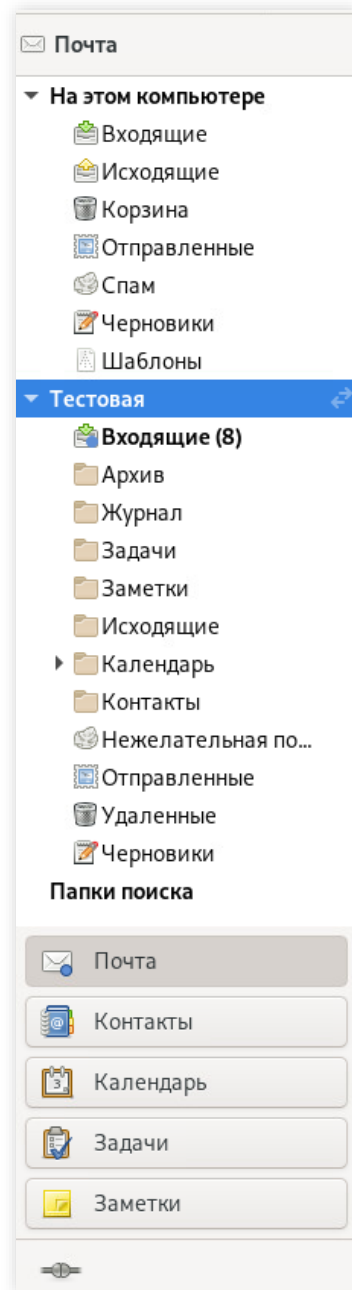 Почта
На этом компьютере
Входящие
Исходящие
Корзина
Отправленные
Спам
Черновики
Шаблоны
Тестовая
Входящие (8)
Архив
Журнал
Задачи
Заметки
Исходящие
Календарь
Контакты
Нежелательная по...
Отправленные
Удаленные
Черновики
Папки поиска
Почта
Контакты
Календарь
Задачи
Заметки